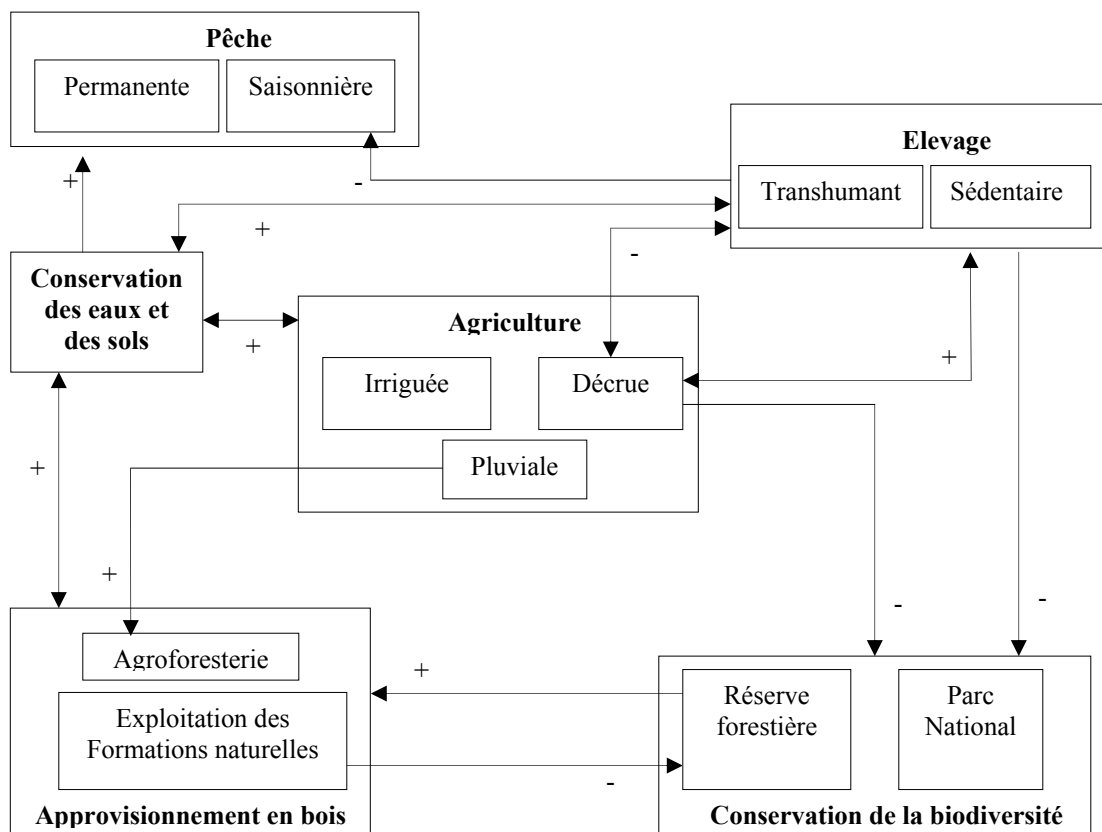 Pêche
Permanente
Saisonnière
Elevage
Transhumant
Sédentaire
+
-
+
-
Conservation
des eaux et
des sols
+
Agriculture
Irriguée
Décrue
+
Pluviale
+
+
-
-
Agroforesterie
Exploitation des
Formations naturelles
Approvisionnement en bois
+
-
Réserve
forestière
Parc
National
Conservation de la biodiversité